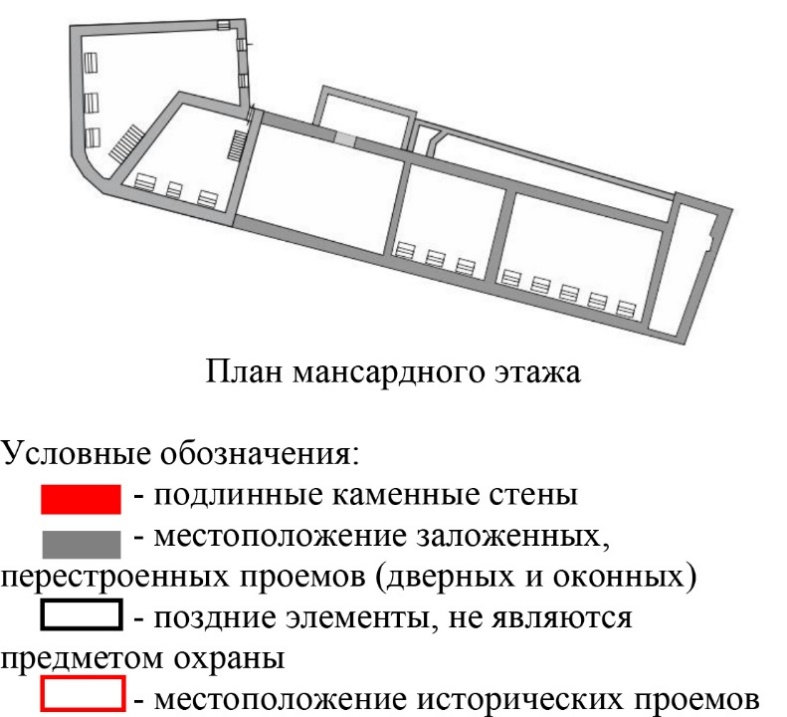 План мансардного этажа
Условные обозначения:
- подлинные каменные стены
- местоположение заложенных,
перестроенных проемов (дверных и оконных)
- поздние элементы, не являются
предметом охраны
- местоположение исторических проемов